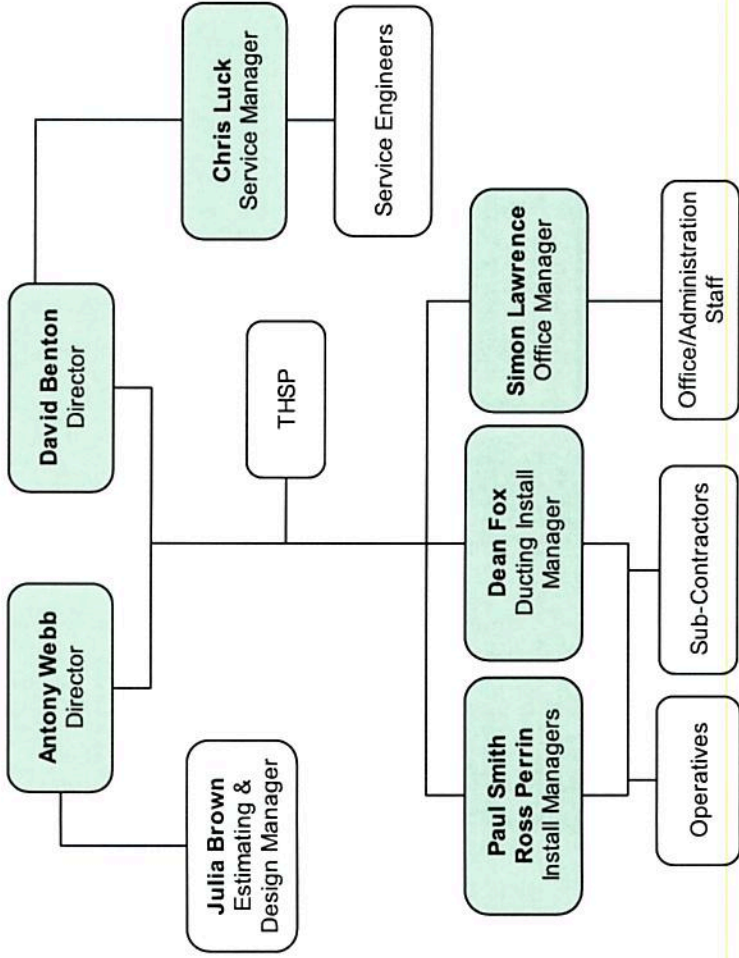 Antony Webb
Director
David Benton
Director
Julia Brown
Estimating &
Design Manager
THSP
Chris Luck
Service Manager
Service Engineers
Paul Smith
Ross Perrin
Install Managers
Dean Fox
Ducting Install
Manager
Simon Lawrence
Office Manager
Operatives
Sub-Contractors
Office/Administration
Staff